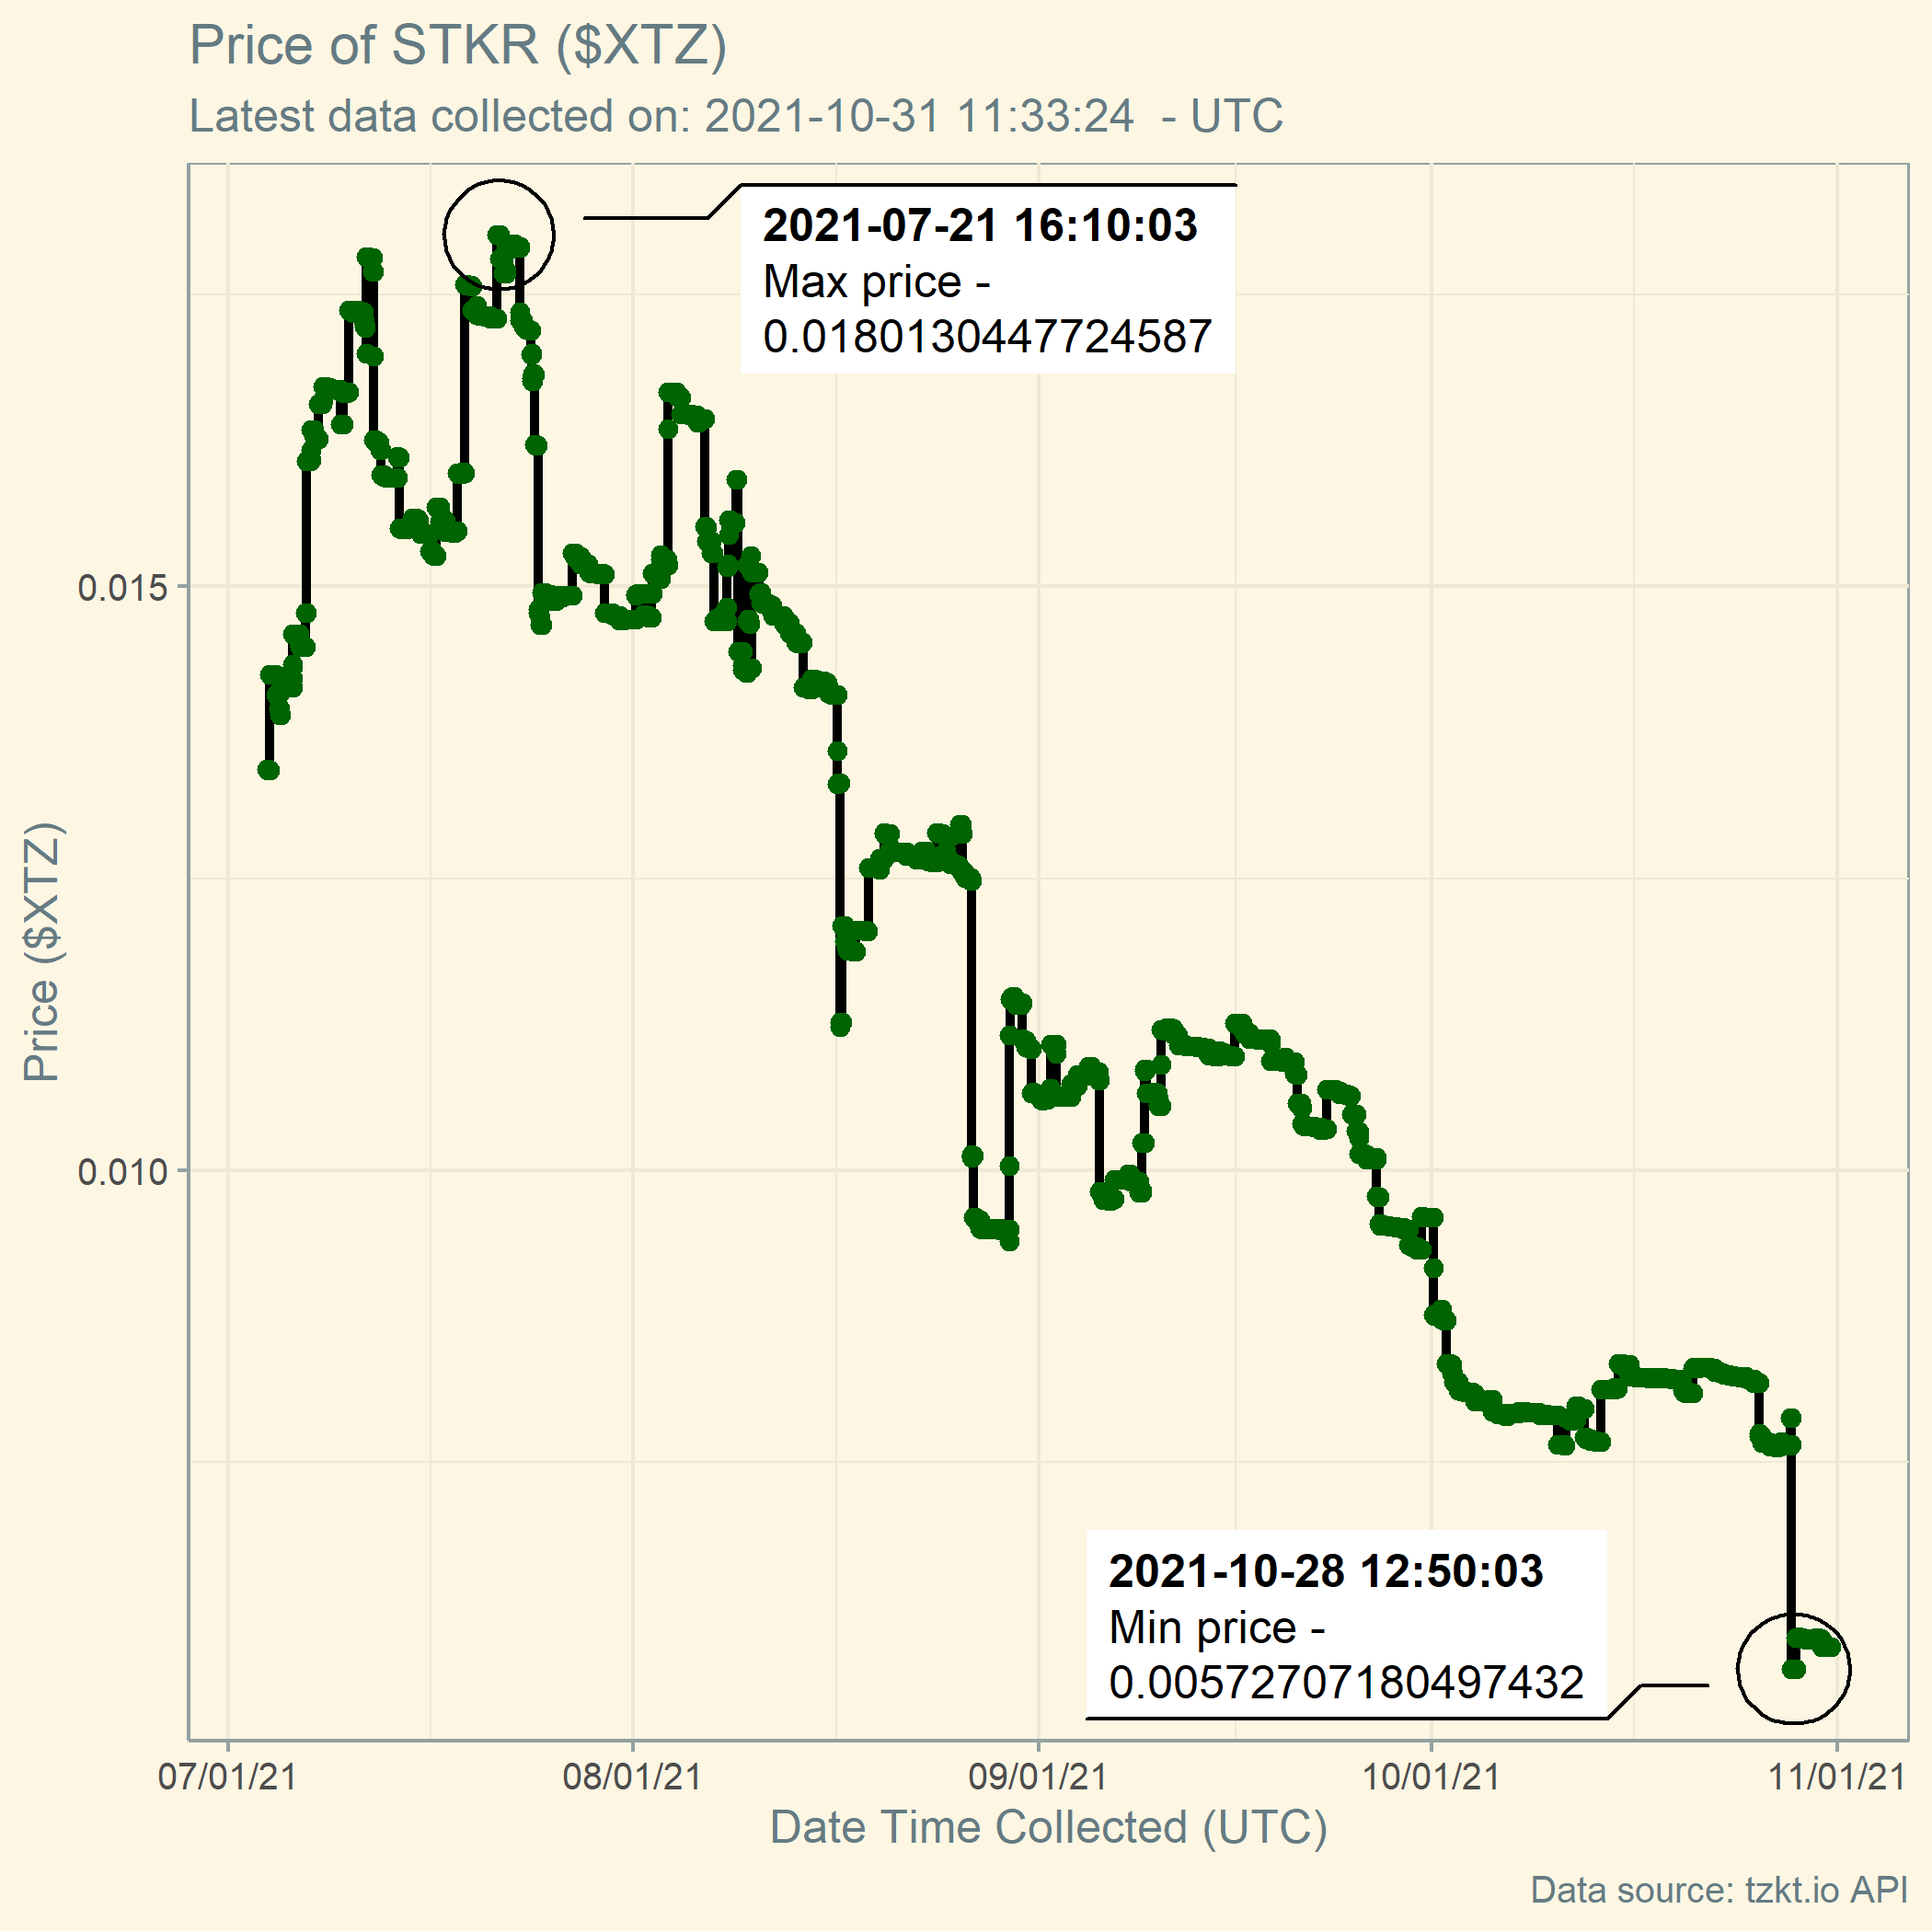 Price of STKR ($XTZ)
Latest data collected on: 2021-10-31 11:33:24  - UTC
2021-07-21 16:10:03
Max price -
0.0180130447724587
0.015
Price ($XTZ)
0.010
2021-10-28 12:50:03
Min price -
0.00572707180497432
07/01/21 08/01/21 09/01/21 10/01/21 11/01/21
Date Time Collected (UTC)
Data source: tzkt.io API